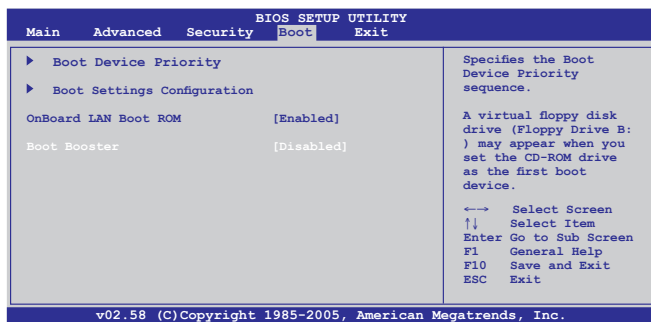 BIOS SETUP UTILITY
Main Advanced Security Boot Exit
Boot Device Priority
Boot Settings Configuration
OnBoard LAN Boot ROM [Enabled]
Boot Booster [Disabled]
Specifies the Boot
Device Priority
sequence.
A virtual floppy disk
drive (Floppy Drive B:
) may appear when you
set the CD-ROM drive
as the first boot
device.
←→ Select Screen
↑↓ Select Item
Enter Go to Sub Screen
F1 General Help
F10 Save and Exit
ESC Exit
v02.58 (C)Copyright 1985-2005, American Megatrends, Inc.